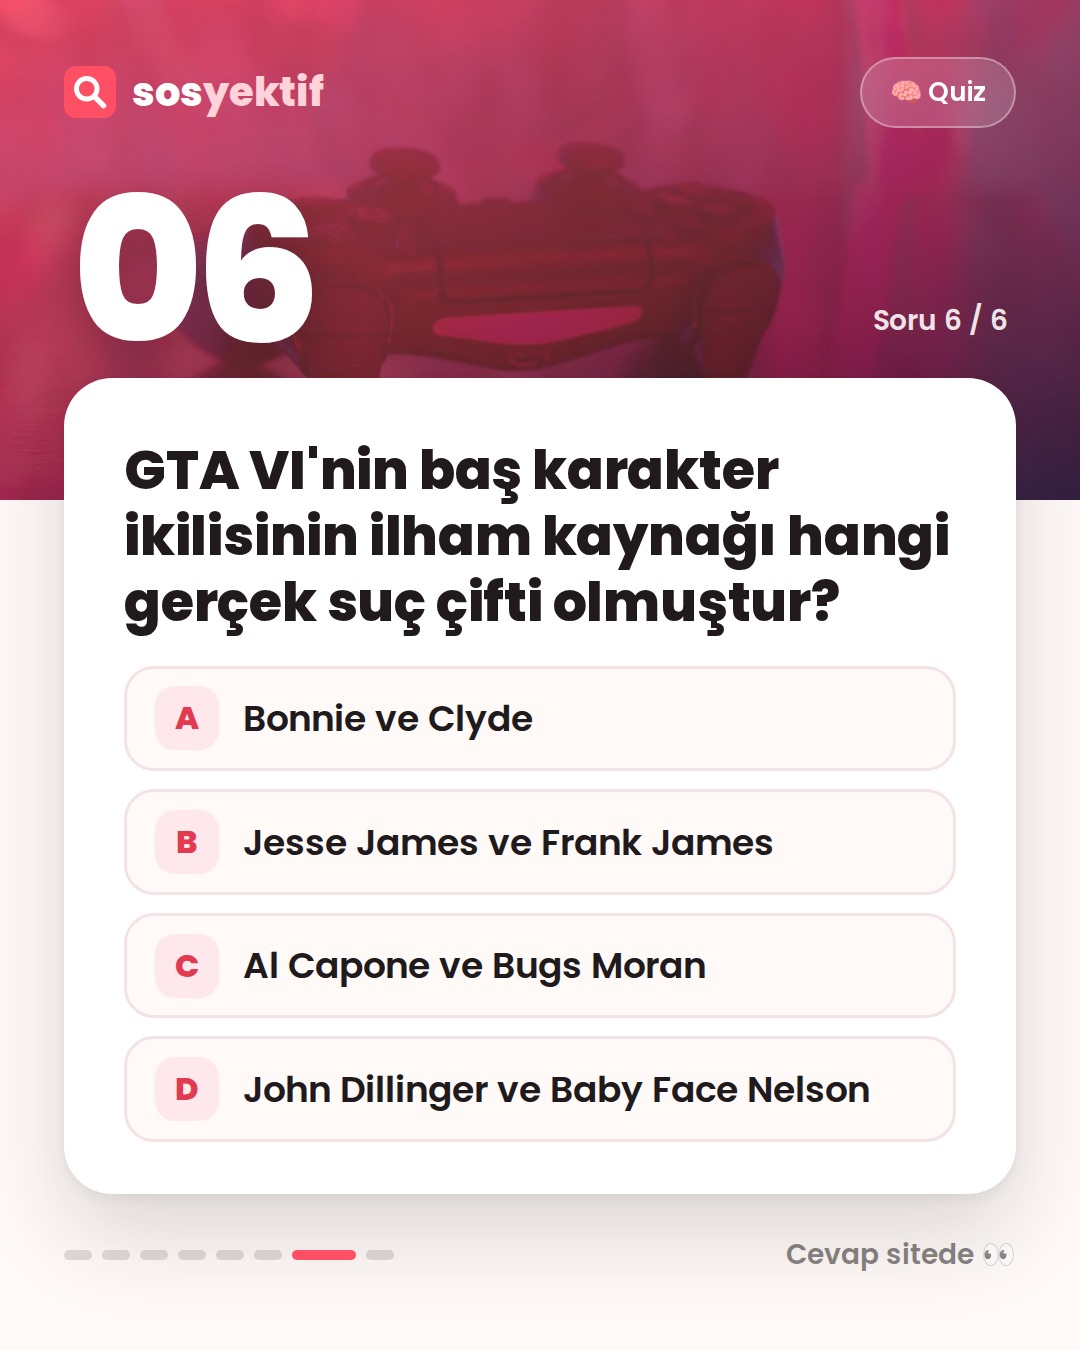 sosyektif
🧠 Quiz
06
Soru 6 / 6
GTA VI'nin baş karakter
ikilisinin ilham kaynağı hangi
gerçek suç çifti olmuştur?
A Bonnie ve Clyde
B Jesse James ve Frank James
C Al Capone ve Bugs Moran
D John Dillinger ve Baby Face Nelson
Cevap sitede 👀